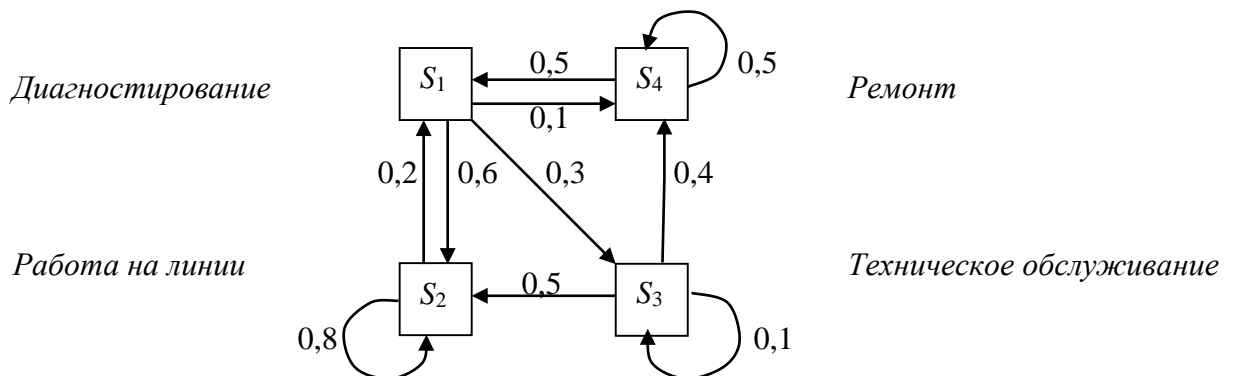 0,5
Диагностирование
S1
S4
0,5
Ремонт
0,1
0,2
0,6
0,3
0,4
Работа на линии
S2
0,5
S3
Техническое обслуживание
0,8
0,1